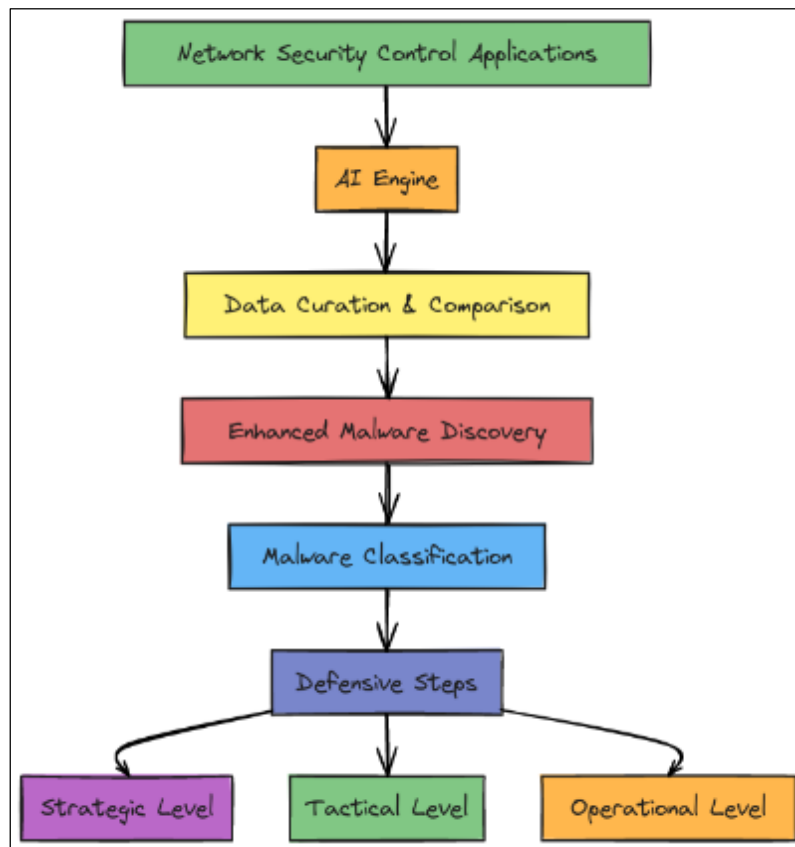 Network Security Control Applications
AI Engine
Data Curation & Comparison
Enhanced Malware Discovery
Malware Classification
Defensive Steps
Strategic Level
Tactical Level
Operational Level